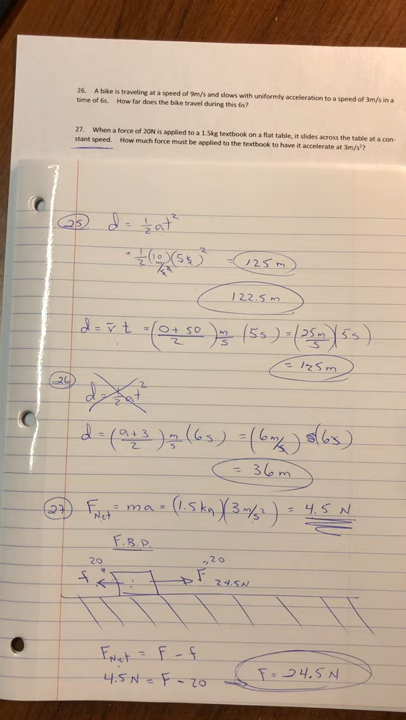 26. A bike is traveling at a speed of 9m/s and slows with uniformly acceleration to a speed of 3m/s in a
time of 6s. How far does the bike travel during this 6s?
27. When a force of 20N is applied to a 1.5kg textbook on a flat table, it slides across the table at a con-
stant speed. How much force must be applied to the textbook to have it accelerate at 3m/s²?
25 d = ½at²
= ½(10 m/s²)(5s)² = 125m
122.5m
d = v̄ t = (0+50/2) m/s (5s) = (25m/s)(5s)
= 125m
26 d = ½at²
d = (9+3/2) m/s (6s) = (6m/s)(6s)
= 36m
27 F Net = ma = (1.5kg)(3m/s²) = 4.5 N
F.B.D.
20 20
f F 24.5N
F Net = F - f
4.5N = F - 20 F = 24.5N